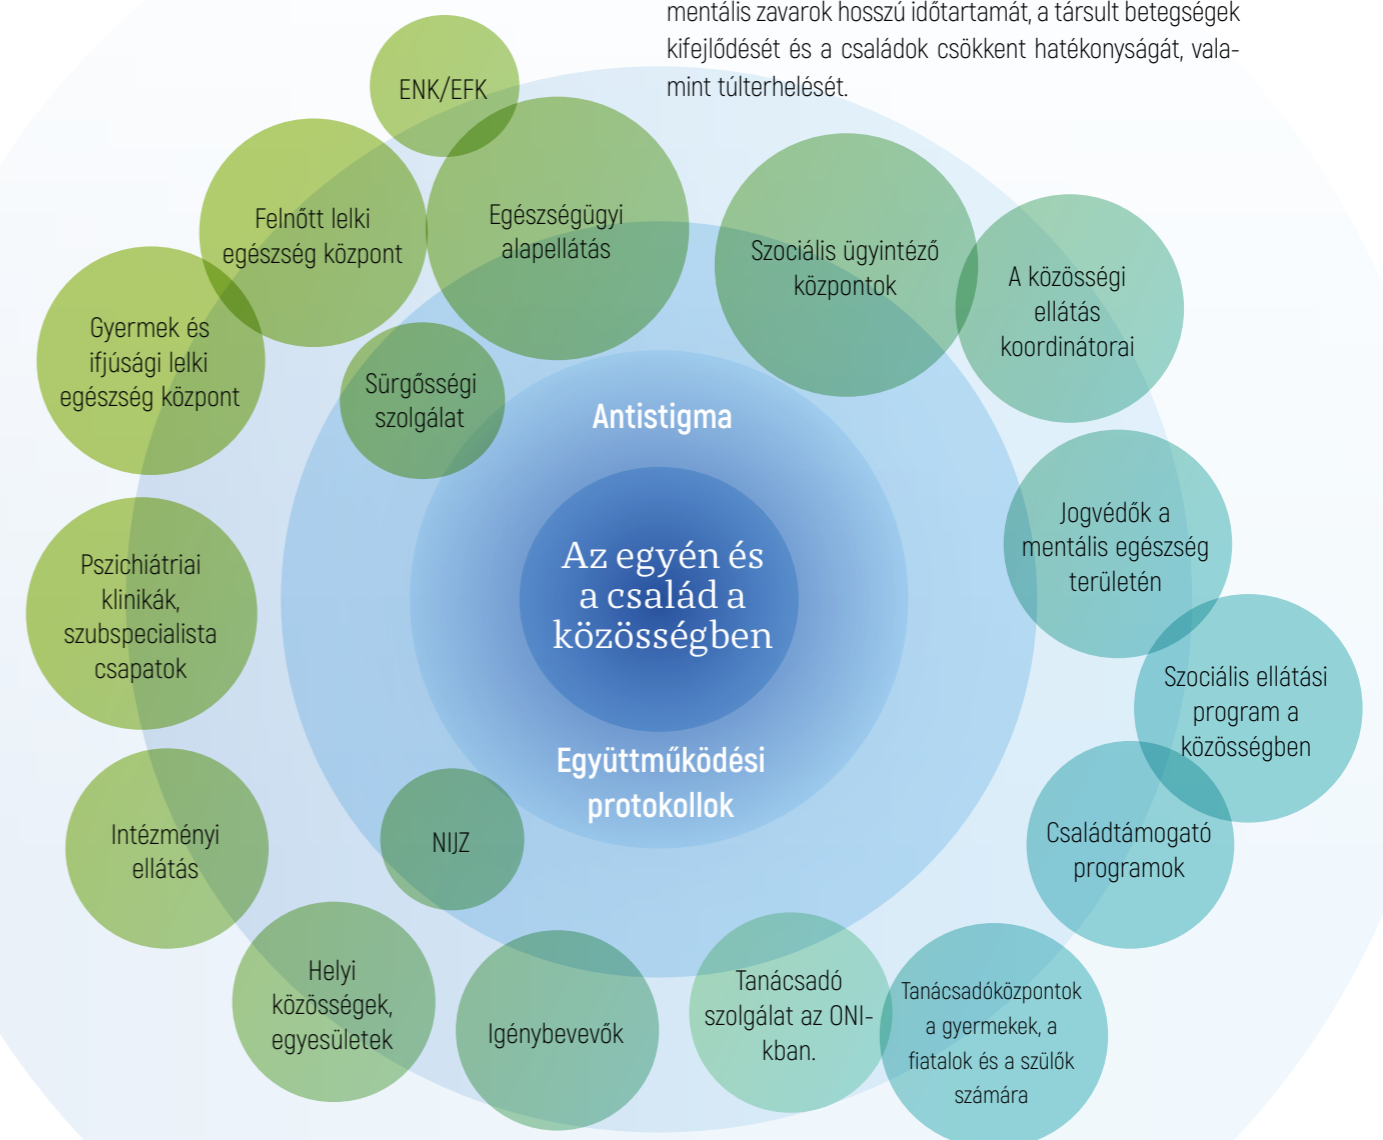 mentális zavarok hosszú időtartamát, a társult betegségek
kifejlődését és a családok csökkent hatékonyságát, vala-
mint túlterhelését.
ENK/EFK
Felnőtt lelki
egészség központ
Egészségügyi
alapellátás
Szociális ügyintéző
központok
A közösségi
ellátás
koordinátorai
Gyermek és
ifjúsági lelki
egészség központ
Sürgősségi
szolgálat
Antistigma
Jogvédők a
mentális egészség
területén
Pszichiátriai
klinikák,
szubspecialista
csapatok
Az egyén és
a család a
közösségben
Szociális ellátási
program a
közösségben
Együttműködési
protokollok
Intézményi
ellátás
NIJZ
Családtámogató
programok
Helyi
közösségek,
egyesületek
Igénybevevők
Tanácsadó
szolgálat az ONI-
kban.
Tanácsadóközpontok
a gyermekek, a
fiatalok és a szülők
számára